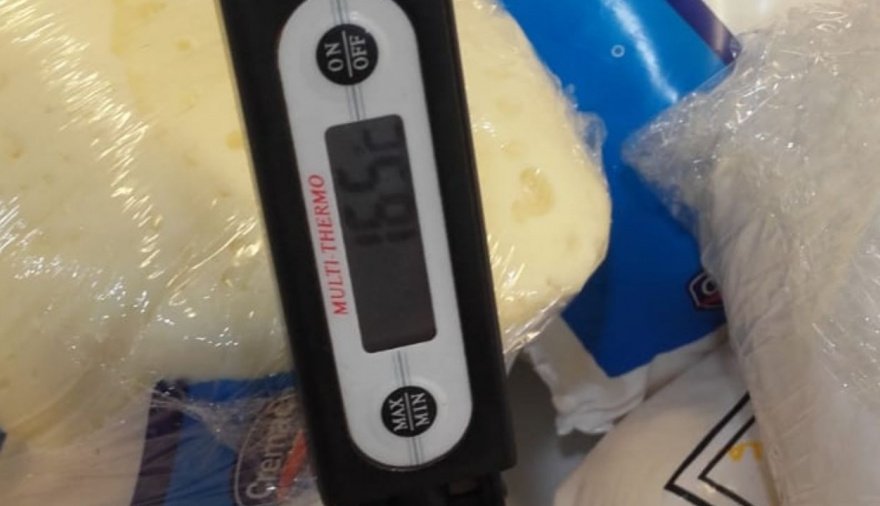 ON
OFF
16.5°C
MULTI-THERMO
MAX
MIN